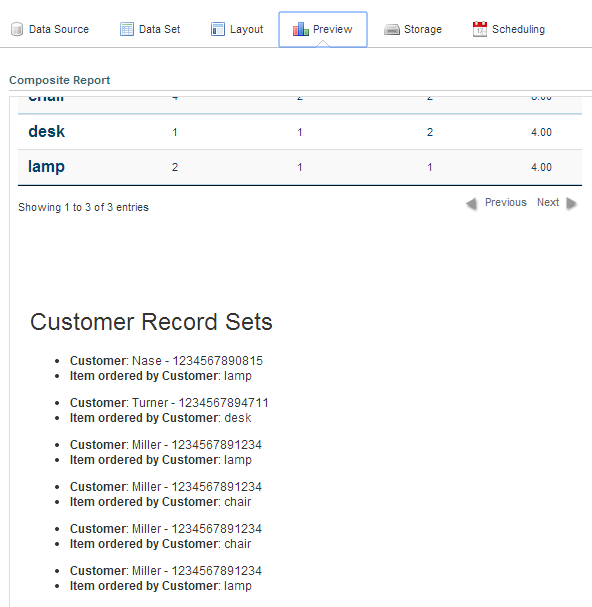 Data Source Data Set Layout Preview Storage Scheduling
Composite Report
chair 4 2 2 8.00
desk 1 1 2 4.00
lamp 2 1 1 4.00
Showing 1 to 3 of 3 entries Previous Next
Customer Record Sets
• Customer: Nase - 1234567890815
• Item ordered by Customer: lamp
• Customer: Turner - 1234567894711
• Item ordered by Customer: desk
• Customer: Miller - 1234567891234
• Item ordered by Customer: lamp
• Customer: Miller - 1234567891234
• Item ordered by Customer: chair
• Customer: Miller - 1234567891234
• Item ordered by Customer: chair
• Customer: Miller - 1234567891234
• Item ordered by Customer: lamp